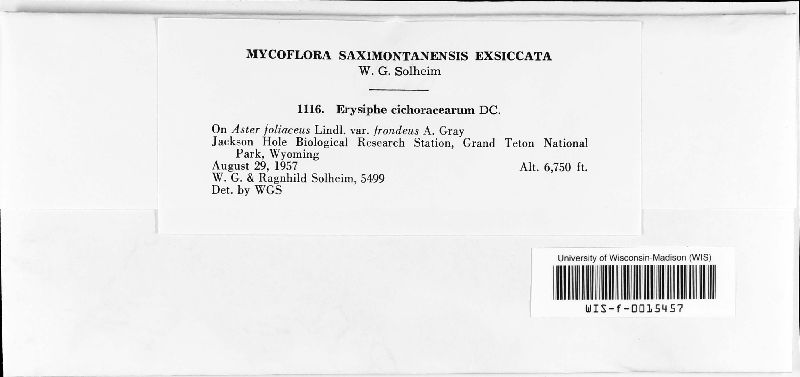 MYCOFLORA SAXIMONTANENSIS EXSICCATA
W. G. Solheim
1116. Erysiphe cichoracearum DC.
On Aster foliaceus Lindl. var. frondeus A. Gray
Jackson Hole Biological Research Station, Grand Teton National
Park, Wyoming
August 29, 1957 Alt. 6,750 ft.
W. G. & Ragnhild Solheim, 5499
Det. by WGS
University of Wisconsin-Madison (WIS)
WIS-f-0015457